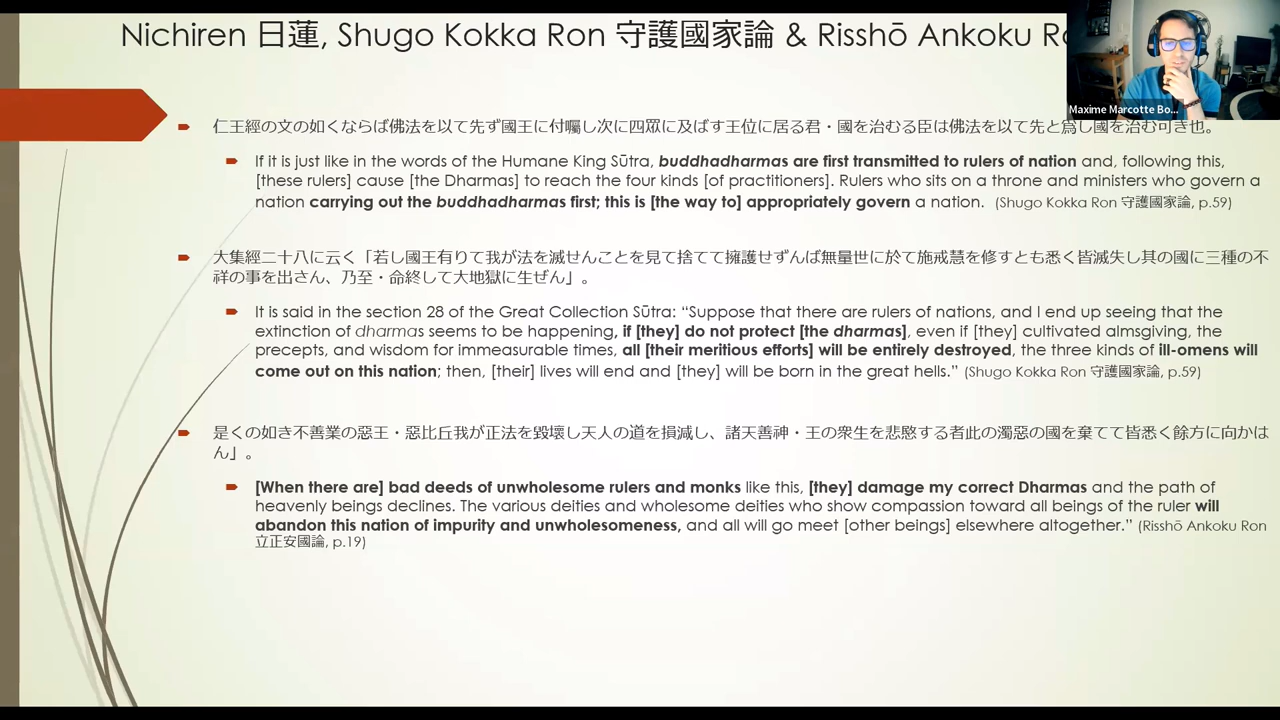 Nichiren 日蓮, Shugo Kokka Ron 守護國家論 & Risshō Ankoku
Maxime Marcotte Bo...
仁王經の文の如くならば佛法を以て先ず國王に付囑し次に四眾に及ばす王位に居る君・國を治むる臣は佛法を以て先と爲し國を治む可き也。
If it is just like in the words of the Humane King Sūtra, buddhadharmas are first transmitted to rulers of nation and, following this,
[these rulers] cause [the Dharmas] to reach the four kinds [of practitioners]. Rulers who sits on a throne and ministers who govern a
nation carrying out the buddhadharmas first; this is [the way to] appropriately govern a nation. (Shugo Kokka Ron 守護國家論, p.59)
大集經二十八に云く「若し國王有りて我が法を滅せんことを見て捨てて擁護せずんば無量世に於て施戒慧を修すとも悉く皆滅失し其の國に三種の不
祥の事を出さん、乃至・命終して大地獄に生ぜん」。
It is said in the section 28 of the Great Collection Sūtra: “Suppose that there are rulers of nations, and I end up seeing that the
extinction of dharmas seems to be happening, if [they] do not protect [the dharmas], even if [they] cultivated almsgiving, the
precepts, and wisdom for immeasurable times, all [their meritious efforts] will be entirely destroyed, the three kinds of ill-omens will
come out on this nation; then, [their] lives will end and [they] will be born in the great hells.” (Shugo Kokka Ron 守護國家論, p.59)
是くの如き不善業の惡王・惡比丘我が正法を毀壞し天人の道を損減し、諸天善神・王の衆生を悲愍する者此の濁惡の國を棄てて皆悉く餘方に向かは
ん」。
[When there are] bad deeds of unwholesome rulers and monks like this, [they] damage my correct Dharmas and the path of
heavenly beings declines. The various deities and wholesome deities who show compassion toward all beings of the ruler will
abandon this nation of impurity and unwholesomeness, and all will go meet [other beings] elsewhere altogether.” (Risshō Ankoku Ron
立正安國論, p.19)